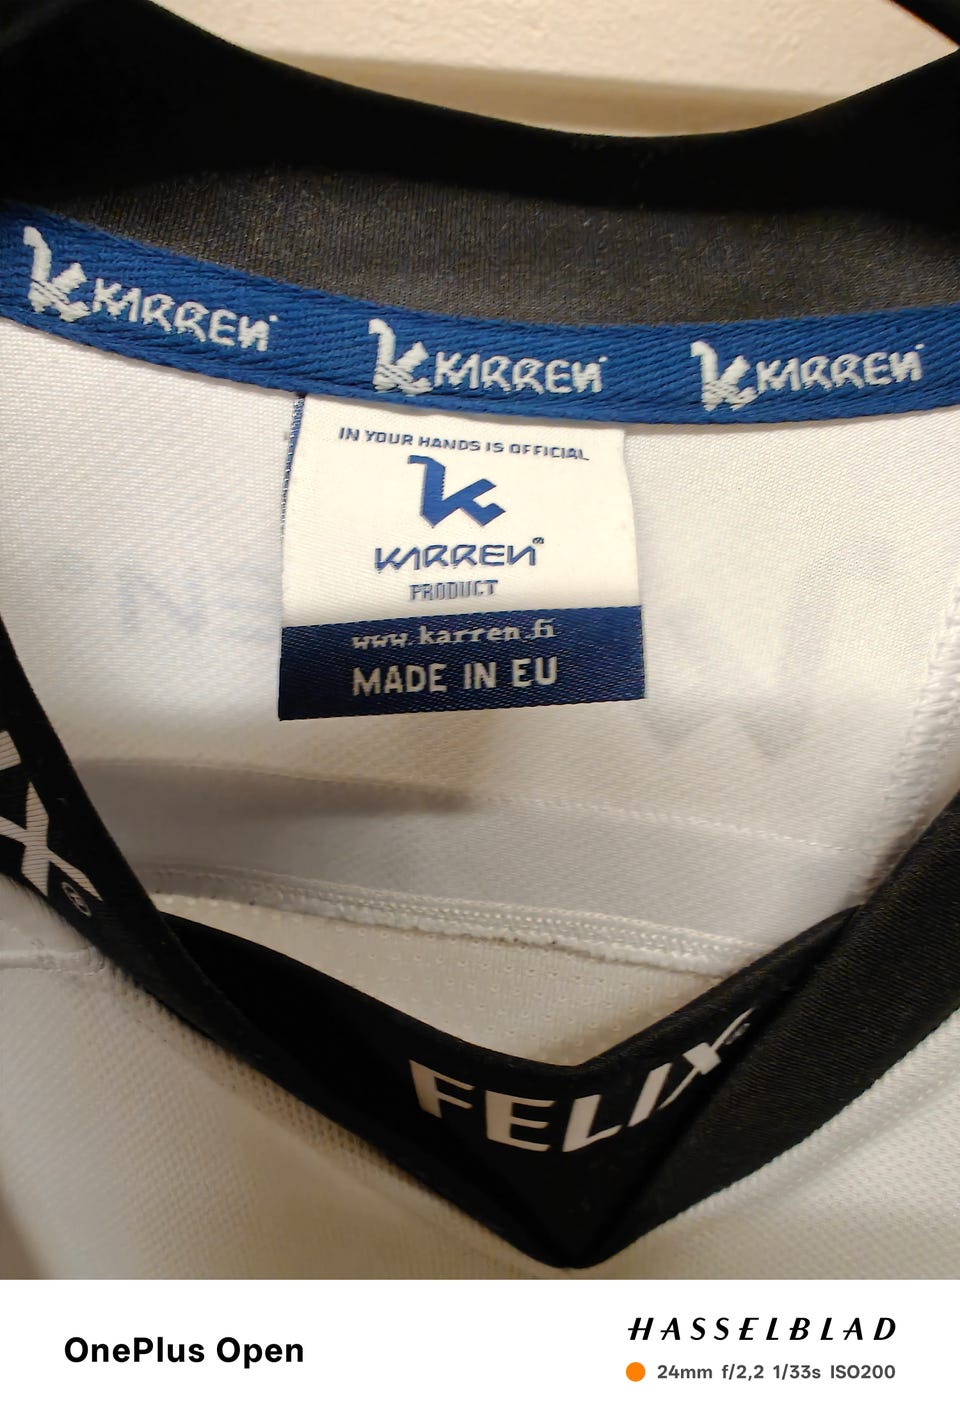 KARREN
KARREN
KARREN
IN YOUR HANDS IS OFFICIAL
KARREN®
PRODUCT
www.karren.fi
MADE IN EU
IX®
FELIX
OnePlus Open
HASSELBLAD
24mm f/2,2 1/33s ISO200